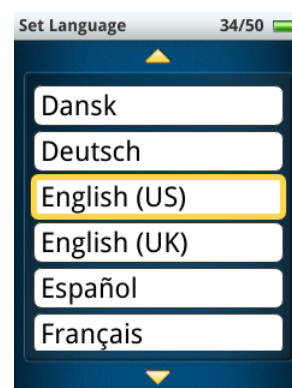 Set Language 34/50
Dansk
Deutsch
English (US)
English (UK)
Español
Français